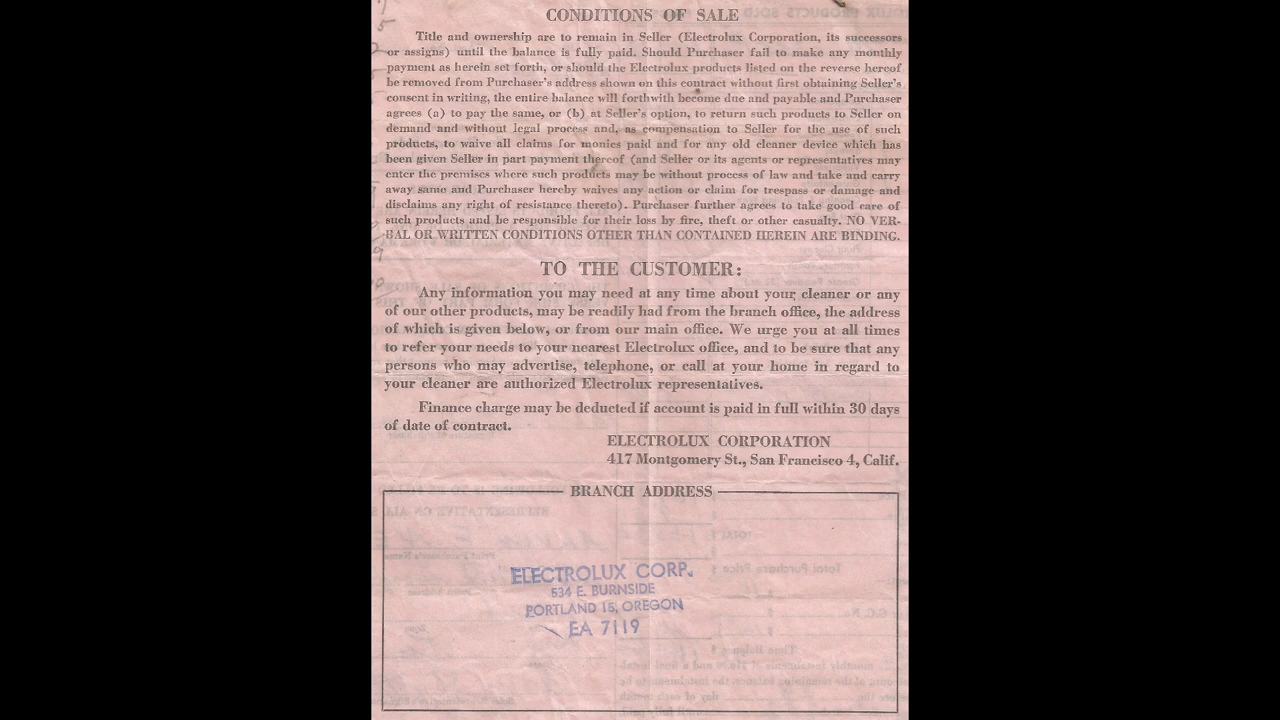 CONDITIONS OF SALE
Title and ownership are to remain in Seller (Electrolux Corporation, its successors
or assigns) until the balance is fully paid. Should Purchaser fail to make any monthly
payment as herein set forth, or should the Electrolux products listed on the reverse hereof
be removed from Purchaser's address shown on this contract without first obtaining Seller's
consent in writing, the entire balance will forthwith become due and payable and Purchaser
agrees (a) to pay the same, or (b) at Seller's option, to return such products to Seller on
demand and without legal process and, as compensation to Seller for the use of such
products, to waive all claims for monies paid and for any old cleaner device which has
been given Seller in part payment thereof (and Seller or its agents or representatives may
enter the premises where such products may be without process of law and take and carry
away same and Purchaser hereby waives any action or claim for trespass or damage and
disclaims any right of resistance thereto). Purchaser further agrees to take good care of
such products and be responsible for their loss by fire, theft or other casualty. NO VER-
BAL OR WRITTEN CONDITIONS OTHER THAN CONTAINED HEREIN ARE BINDING.
TO THE CUSTOMER:
Any information you may need at any time about your cleaner or any
of our other products, may be readily had from the branch office, the address
of which is given below, or from our main office. We urge you at all times
to refer your needs to your nearest Electrolux office, and to be sure that any
persons who may advertise, telephone, or call at your home in regard to
your cleaner are authorized Electrolux representatives.
Finance charge may be deducted if account is paid in full within 30 days
of date of contract.
ELECTROLUX CORPORATION
417 Montgomery St., San Francisco 4, Calif.
BRANCH ADDRESS
ELECTROLUX CORP.
534 E. BURNSIDE
PORTLAND 15, OREGON
EA 7119